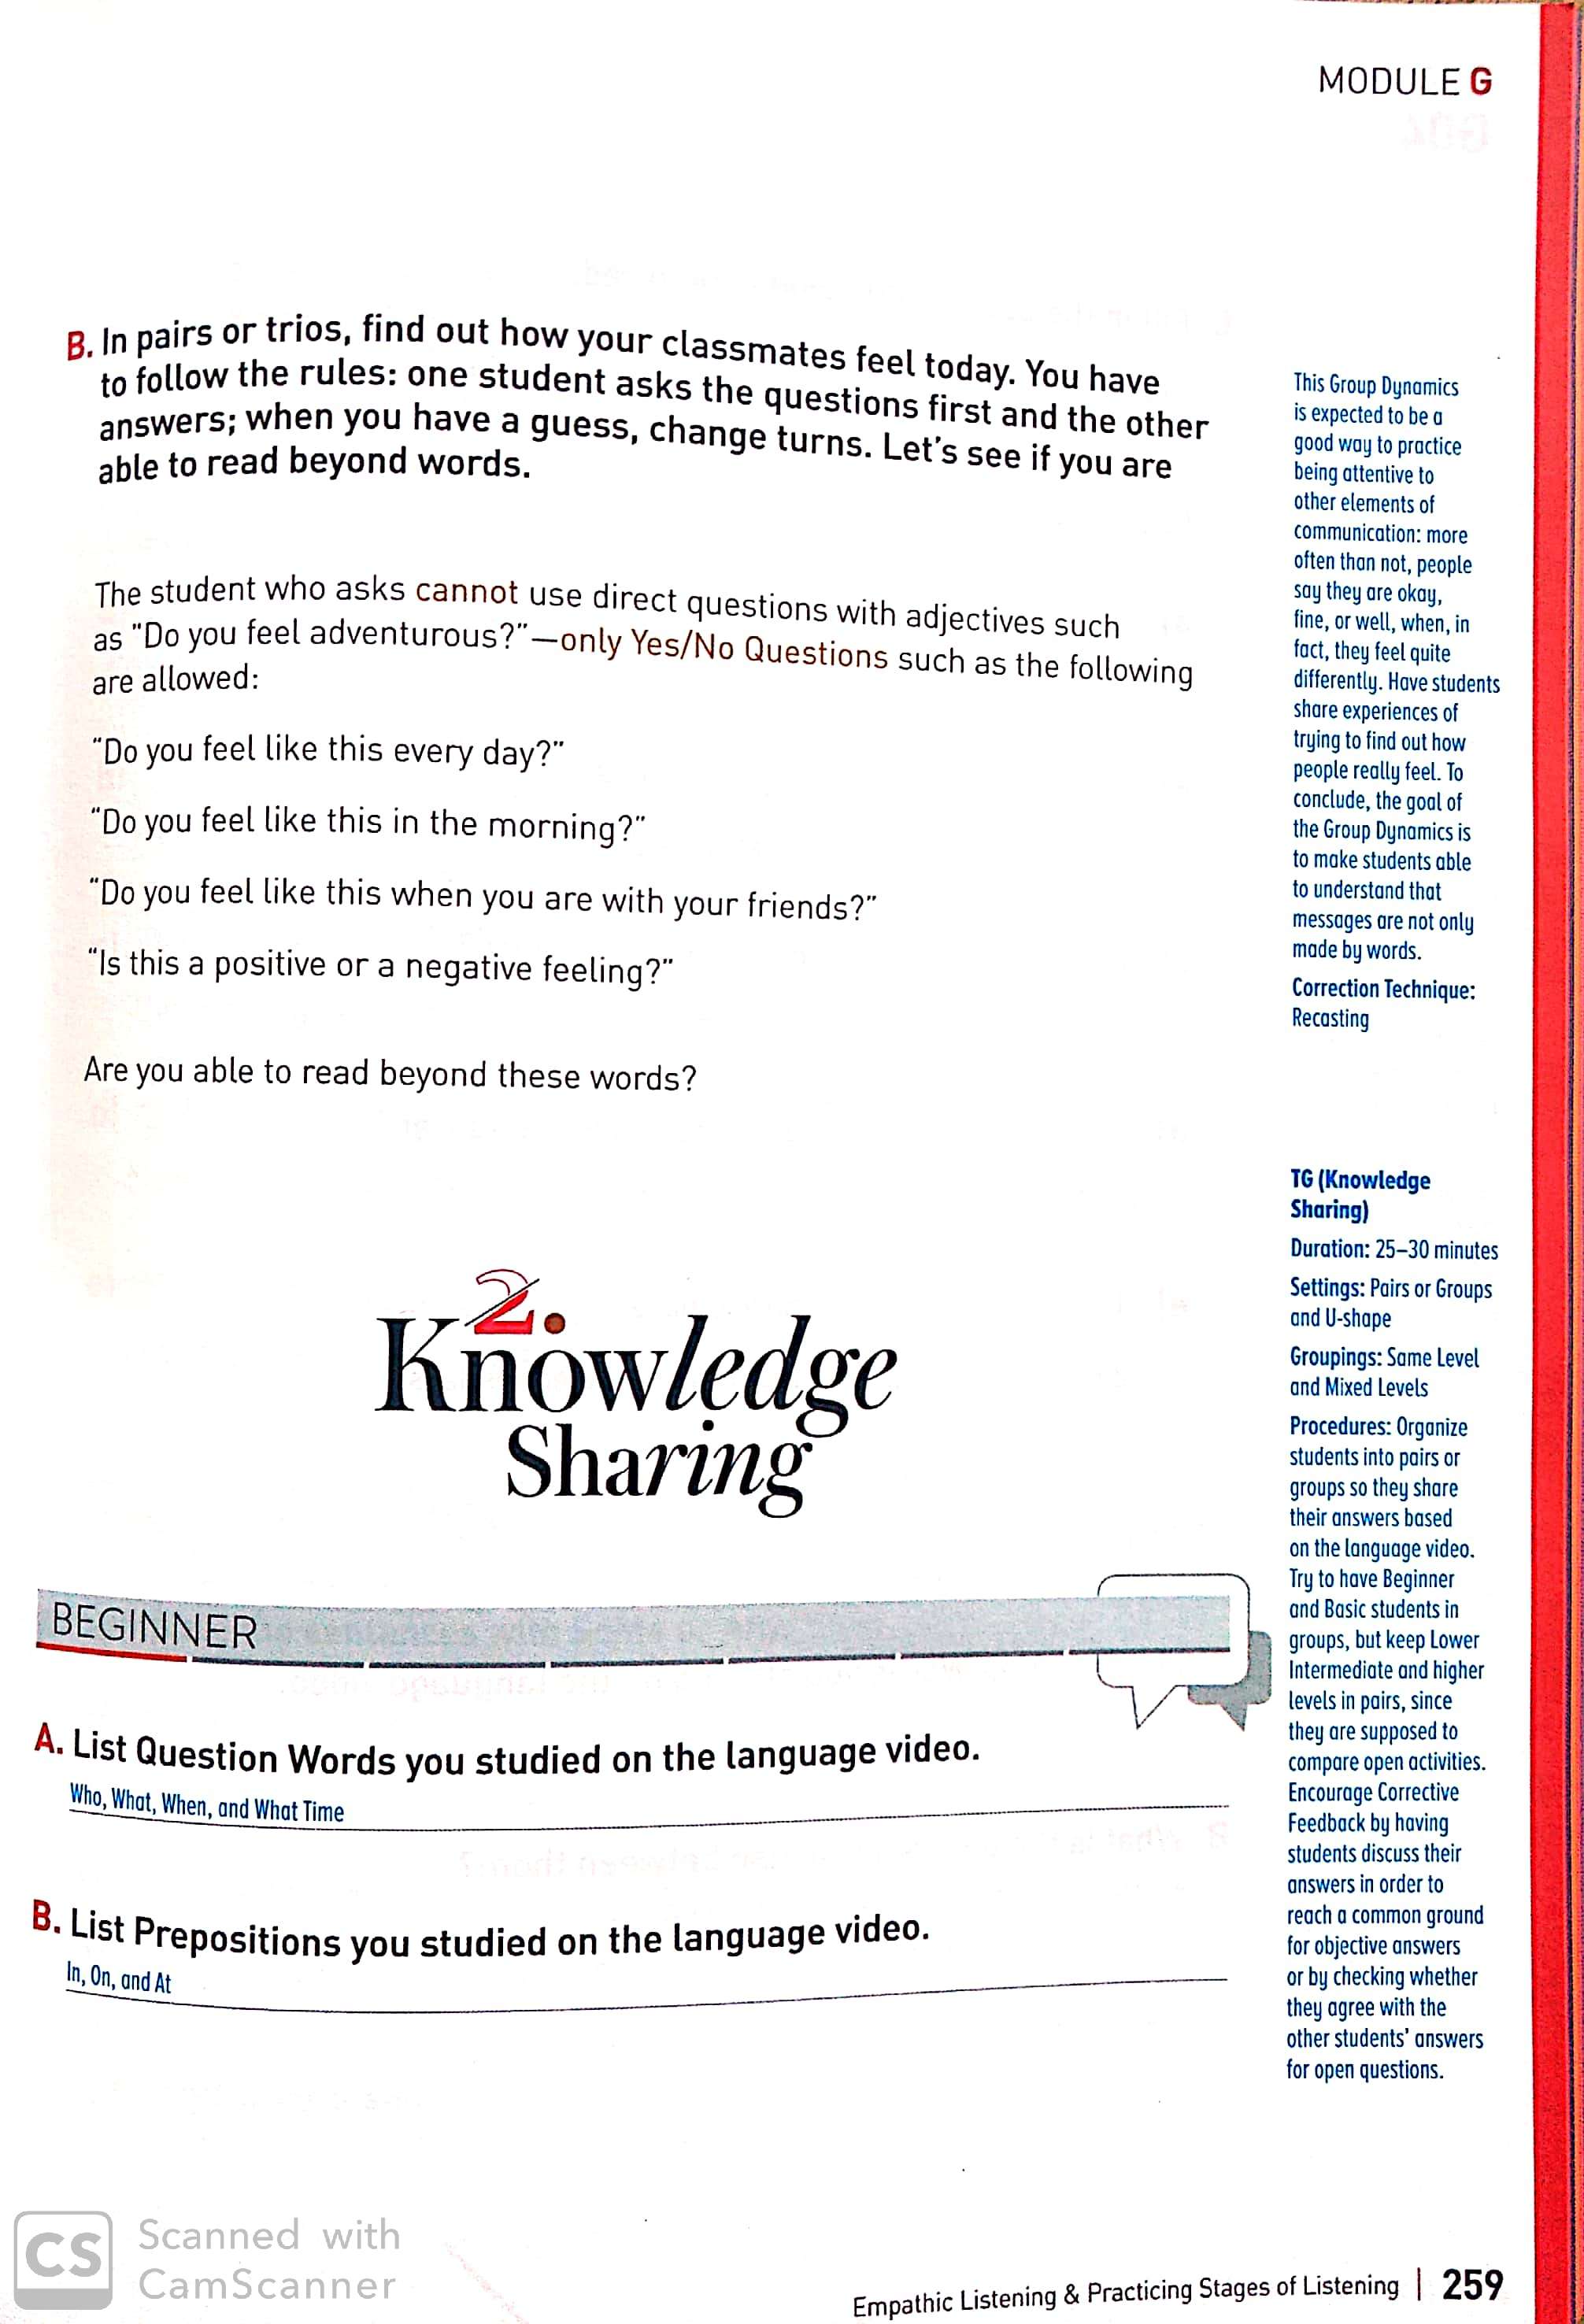 MODULE G
B. In pairs or trios, find out how your classmates feel today. You have
to follow the rules: one student asks the questions first and the other
answers; when you have a guess, change turns. Let's see if you are
able to read beyond words.
The student who asks cannot use direct questions with adjectives such
as "Do you feel adventurous?"—only Yes/No Questions such as the following
are allowed:
"Do you feel like this every day?"
"Do you feel like this in the morning?"
"Do you feel like this when you are with your friends?"
"Is this a positive or a negative feeling?"
Are you able to read beyond these words?
This Group Dynamics
is expected to be a
good way to practice
being attentive to
other elements of
communication: more
often than not, people
say they are okay,
fine, or well, when, in
fact, they feel quite
differently. Have students
share experiences of
trying to find out how
people really feel. To
conclude, the goal of
the Group Dynamics is
to make students able
to understand that
messages are not only
made by words.
Correction Technique:
Recasting
2.
Knowledge
Sharing
BEGINNER
A. List Question Words you studied on the language video.
Who, What, When, and What Time
B. List Prepositions you studied on the language video.
In, On, and At
TG (Knowledge
Sharing)
Duration: 25–30 minutes
Settings: Pairs or Groups
and U-shape
Groupings: Same Level
and Mixed Levels
Procedures: Organize
students into pairs or
groups so they share
their answers based
on the language video.
Try to have Beginner
and Basic students in
groups, but keep Lower
Intermediate and higher
levels in pairs, since
they are supposed to
compare open activities.
Encourage Corrective
Feedback by having
students discuss their
answers in order to
reach a common ground
for objective answers
or by checking whether
they agree with the
other students' answers
for open questions.
CS
Scanned with
CamScanner
Empathic Listening & Practicing Stages of Listening | 259